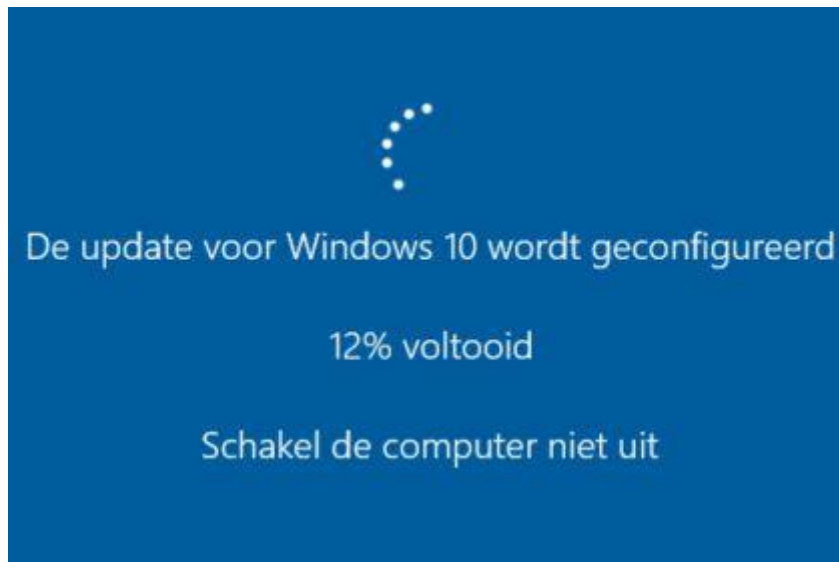 De update voor Windows 10 wordt geconfigureerd
12% voltooid
Schakel de computer niet uit